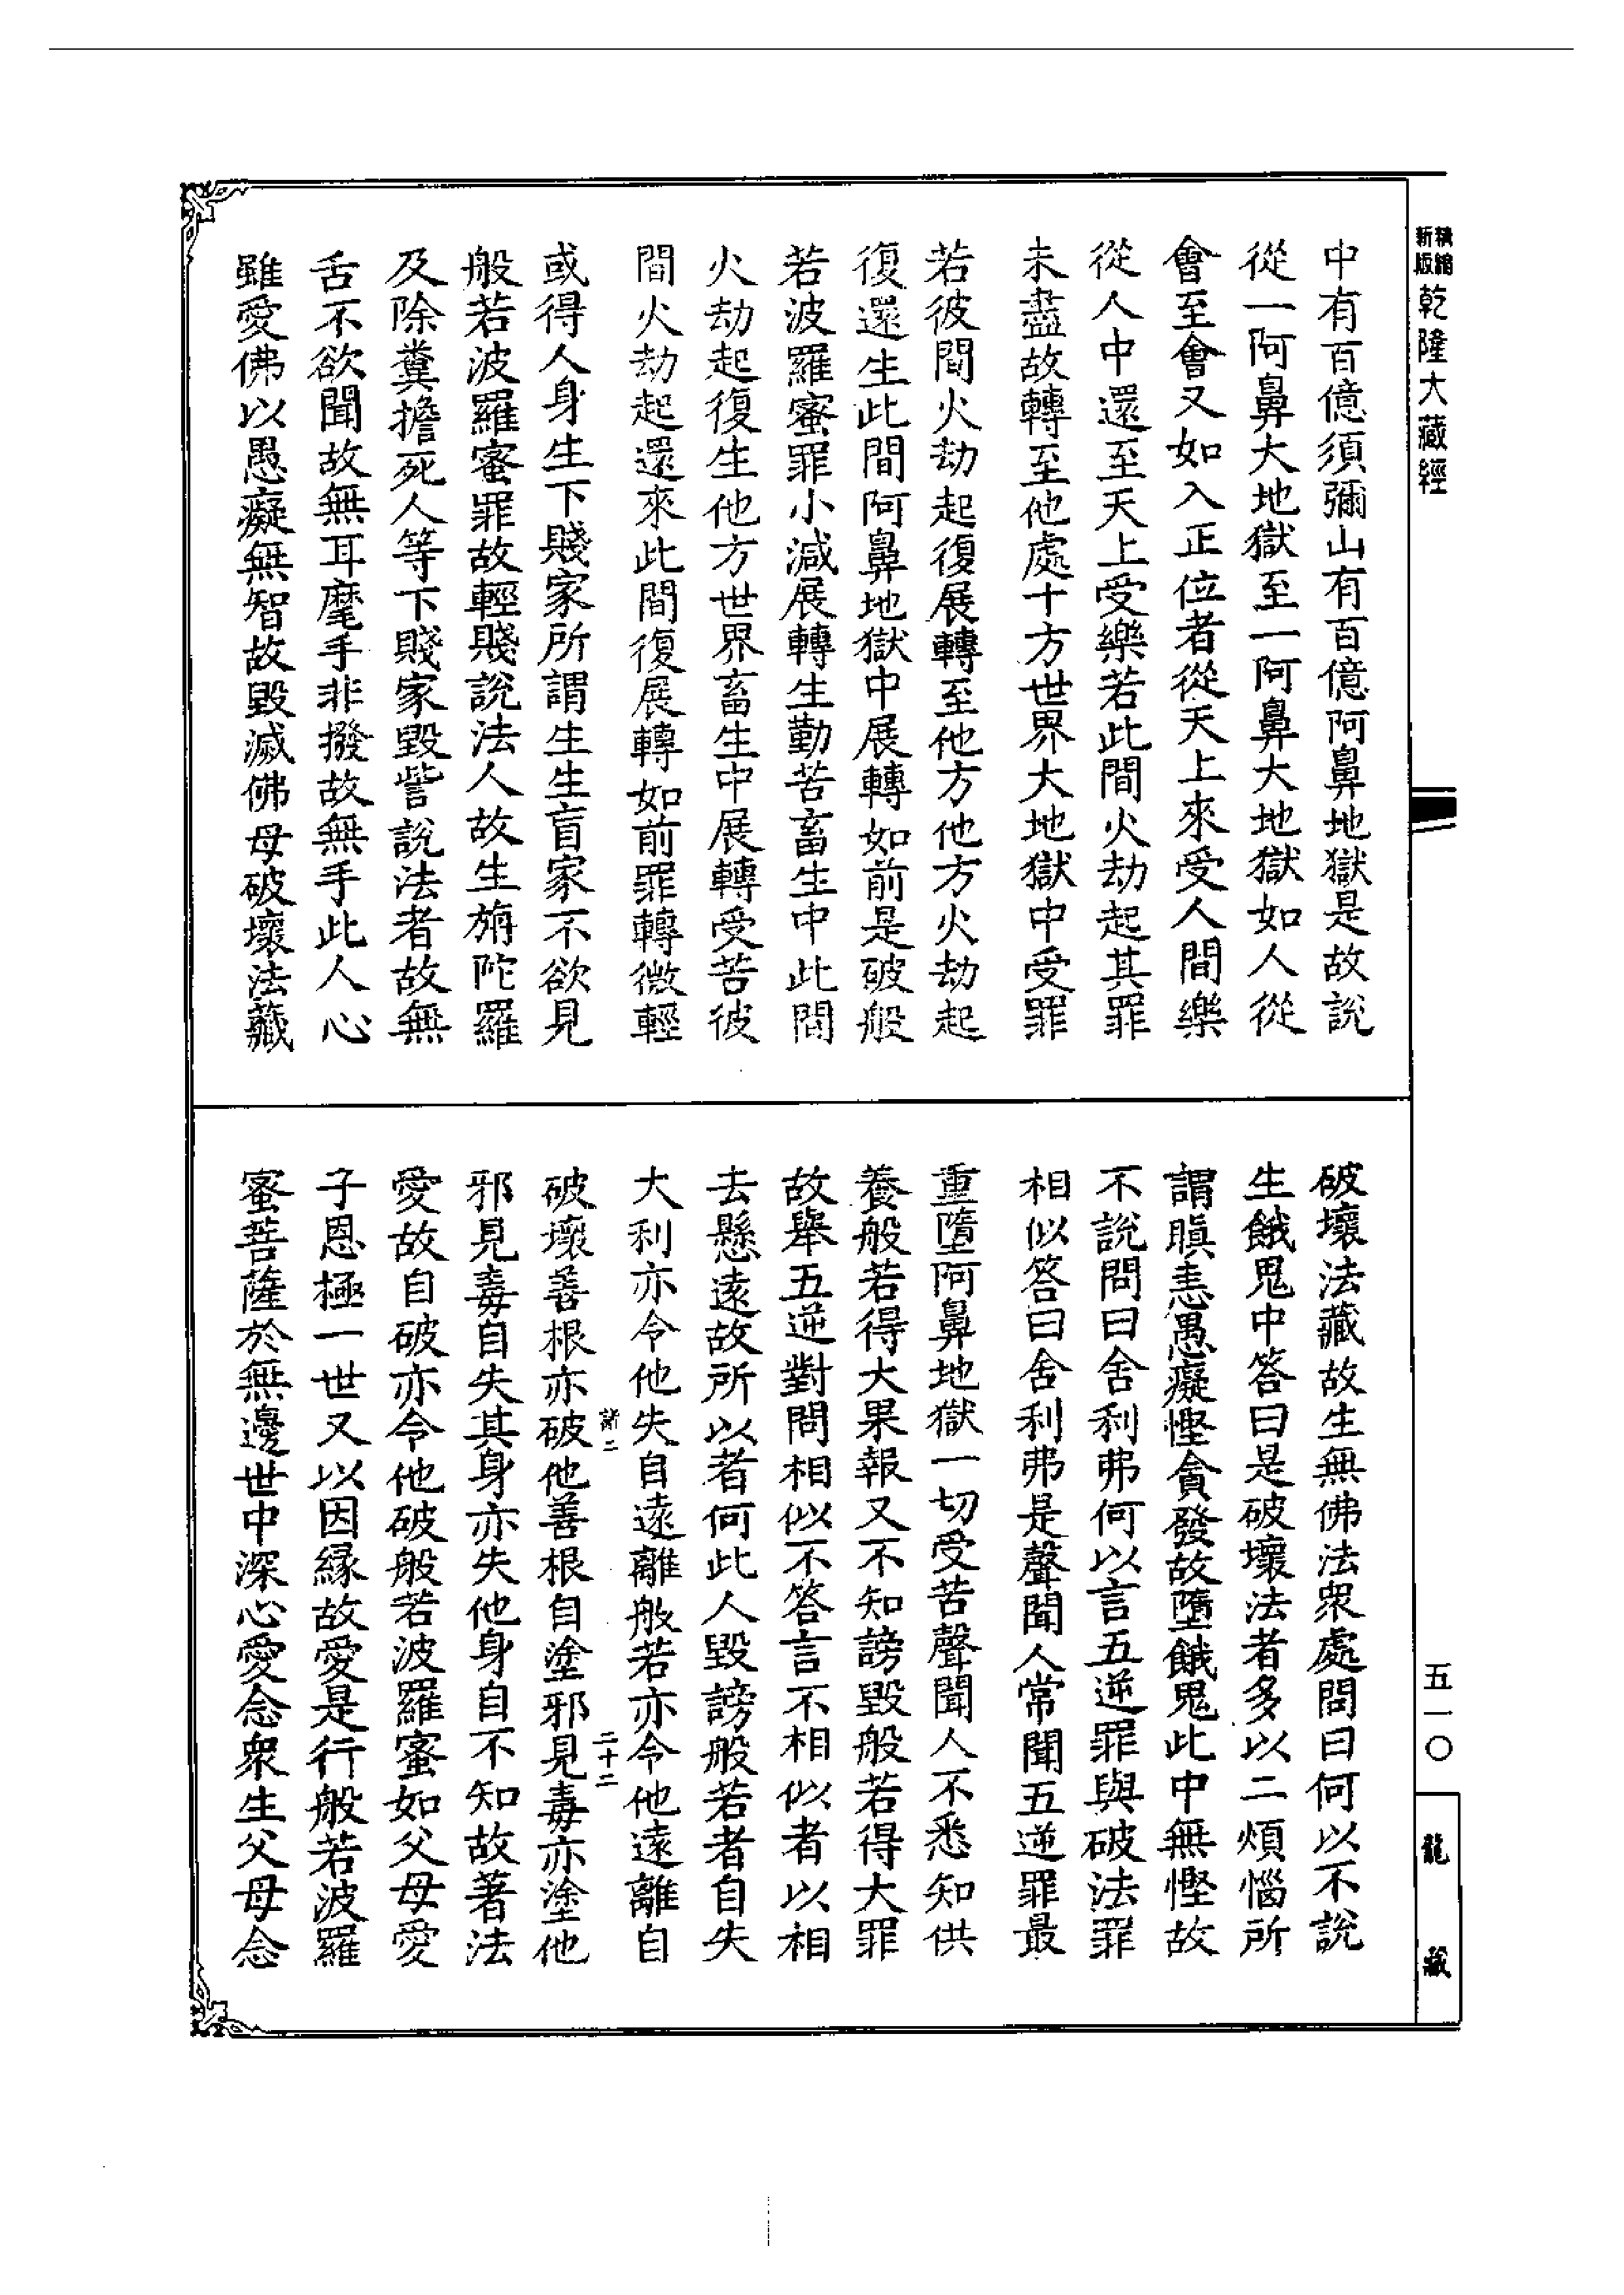 精縮
新版
乾隆大藏經
中有百億須彌山有百億阿鼻地獄是故說
從一阿鼻大地獄至一阿鼻大地獄如人從
會至會又如入正位者從天上來受人間樂
從人中還至天上受樂若此間火劫起其罪
未盡故轉至他處十方世界大地獄中受罪
若彼間火劫起復展轉至他方他方火劫起
復還生此間阿鼻地獄中展轉如前是破般
若波羅蜜罪小減展轉生勤苦畜生中此間
火劫起復生他方世界畜生中展轉受苦彼
間火劫起還來此間復展轉如前罪轉微輕
或得人身生下賤家所謂生生盲家不欲見
般若波羅蜜罪故輕賤說法人故生旃陀羅
及除糞擔死人等下賤家毀訾說法者故無
舌不欲聞故無耳麾手非撥故無手此人心
雖愛佛以愚癡無智故毀滅佛母破壞法藏
破壞法藏故生無佛法眾處問曰何以不說
生餓鬼中答曰是破壞法者多以二煩惱所
謂瞋恚愚癡慳貪發故墮餓鬼此中無慳故
不說問曰舍利弗何以言五逆罪與破法罪
相似答曰舍利弗是聲聞人常聞五逆罪最
重墮阿鼻地獄一切受苦聲聞人不悉知供
養般若得大果報又不知謗毀般若得大罪
故舉五逆對問相似不答言不相似者以相
去懸遠故所以者何此人毀謗般若者自失
大利亦令他失自遠離般若亦令他遠離自
諸二
二十二
破壞善根亦破他善根自塗邪見毒亦塗他
邪見毒自失其身亦失他身自不知故著法
愛故自破亦令他破般若波羅蜜如父母愛
子恩極一世又以因緣故愛是行般若波羅
蜜菩薩於無邊世中深心愛念眾生父母念
五一〇
龍藏